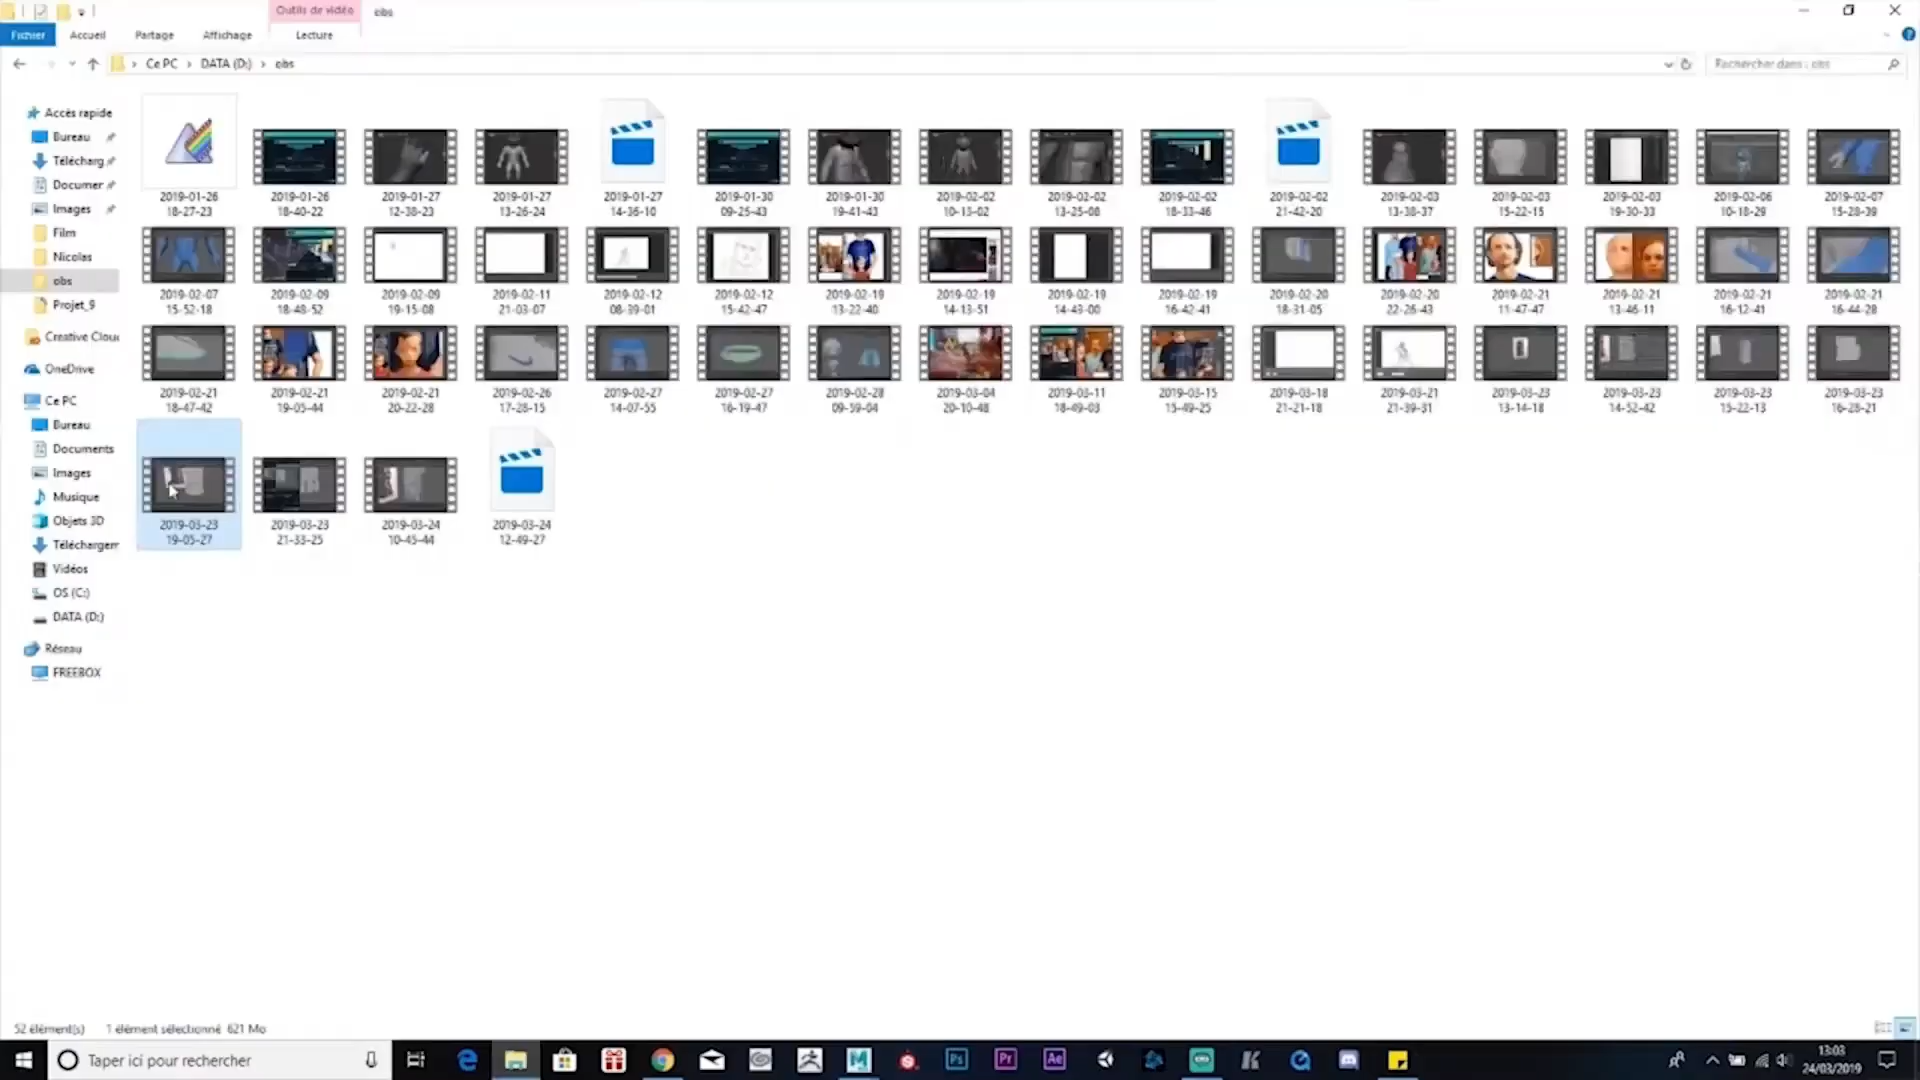 Outils de vidéo obs
Fichier Accueil Partage Affichage Lecture
Ce PC > DATA (D:) > obs
Rechercher dans : obs
Accès rapide
Bureau
Télécharg
Documer
Images
Film
Nicolas
obs
Projet_9
Creative Clou
OneDrive
Ce PC
Bureau
Documents
Images
Musique
Objets 3D
Téléchargem
Vidéos
OS (C:)
DATA (D:)
Réseau
FREEBOX
2019-01-26 2019-01-26 2019-01-27 2019-01-27 2019-01-27 2019-01-30 2019-01-30 2019-02-02 2019-02-02 2019-02-02 2019-02-02 2019-02-03 2019-02-03 2019-02-03 2019-02-06 2019-02-07
18-27-23 18-40-22 12-38-23 13-26-24 14-36-10 09-25-43 19-41-43 10-13-02 13-25-08 18-33-46 21-42-20 13-38-37 15-22-15 19-30-33 10-18-29 15-28-39
2019-02-07 2019-02-09 2019-02-09 2019-02-11 2019-02-12 2019-02-12 2019-02-19 2019-02-19 2019-02-19 2019-02-19 2019-02-20 2019-02-20 2019-02-21 2019-02-21 2019-02-21 2019-02-21
15-52-18 18-48-52 19-15-08 21-03-07 08-39-01 15-42-47 13-22-40 14-13-51 14-43-00 16-42-41 18-31-05 22-26-43 11-47-47 13-46-11 16-12-41 16-44-28
2019-02-21 2019-02-21 2019-02-21 2019-02-26 2019-02-27 2019-02-27 2019-02-28 2019-03-04 2019-03-11 2019-03-15 2019-03-18 2019-03-21 2019-03-23 2019-03-23 2019-03-23 2019-03-23
18-47-42 19-05-44 20-22-28 17-28-15 14-07-55 16-19-47 09-59-04 20-10-48 18-49-03 15-49-25 21-21-18 21-39-31 13-14-18 14-52-42 15-22-13 16-28-21
2019-03-23 2019-03-23 2019-03-24 2019-03-24
19-05-27 21-33-25 10-45-44 12-49-27
52 élément(s) 1 élément sélectionné 621 Mo
Taper ici pour rechercher
Ps Pr Ae
13:03
24/03/2019